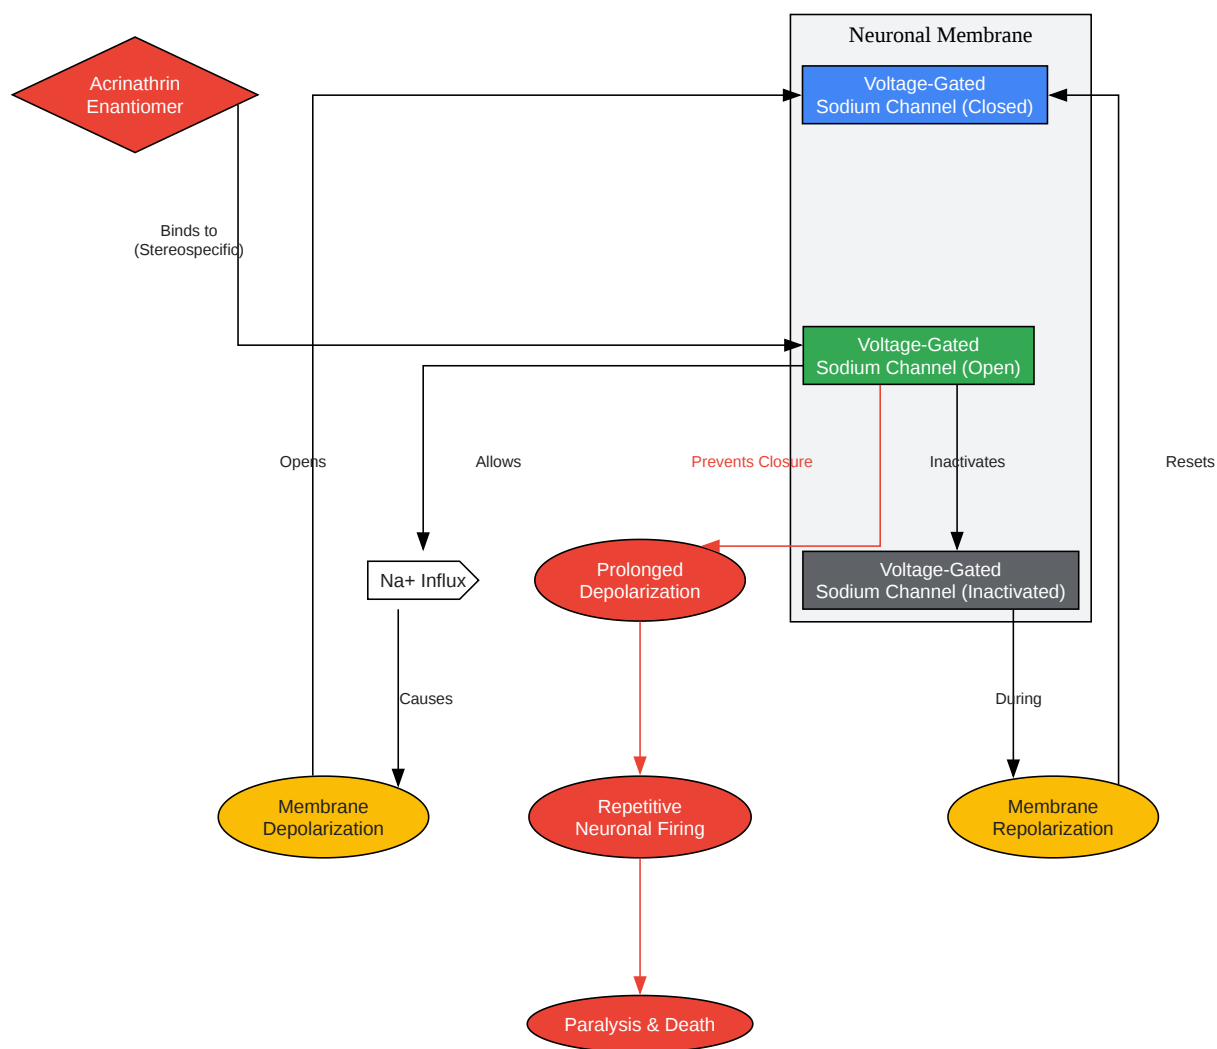 Neuronal Membrane
Acrinathrin
Enantiomer
Voltage-Gated
Sodium Channel (Closed)
Binds to
(Stereospecific)
Voltage-Gated
Sodium Channel (Open)
Opens
Allows
Prevents Closure
Inactivates
Resets
Na+ Influx
Prolonged
Depolarization
Voltage-Gated
Sodium Channel (Inactivated)
Causes
During
Membrane
Depolarization
Repetitive
Neuronal Firing
Membrane
Repolarization
Paralysis & Death